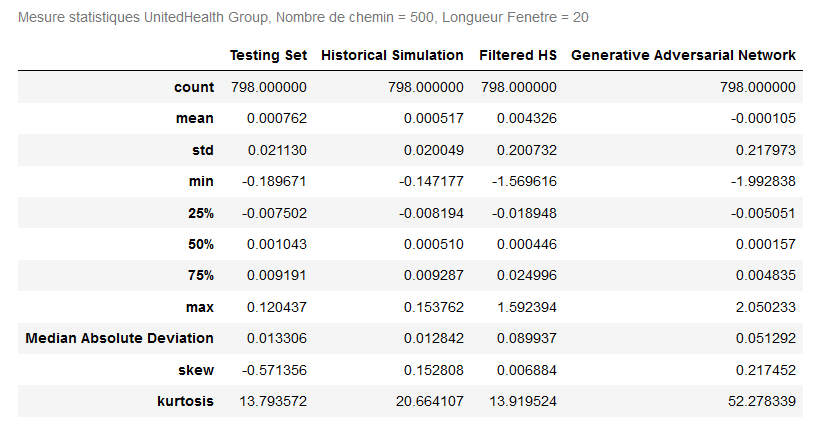 Mesure statistiques UnitedHealth Group, Nombre de chemin = 500, Longueur Fenetre = 20
Testing Set Historical Simulation Filtered HS Generative Adversarial Network
count 798.000000 798.000000 798.000000 798.000000
mean 0.000762 0.000517 0.004326 -0.000105
std 0.021130 0.020049 0.200732 0.217973
min -0.189671 -0.147177 -1.569616 -1.992838
25% -0.007502 -0.008194 -0.018948 -0.005051
50% 0.001043 0.000510 0.000446 0.000157
75% 0.009191 0.009287 0.024996 0.004835
max 0.120437 0.153762 1.592394 2.050233
Median Absolute Deviation 0.013306 0.012842 0.089937 0.051292
skew -0.571356 0.152808 0.006884 0.217452
kurtosis 13.793572 20.664107 13.919524 52.278339